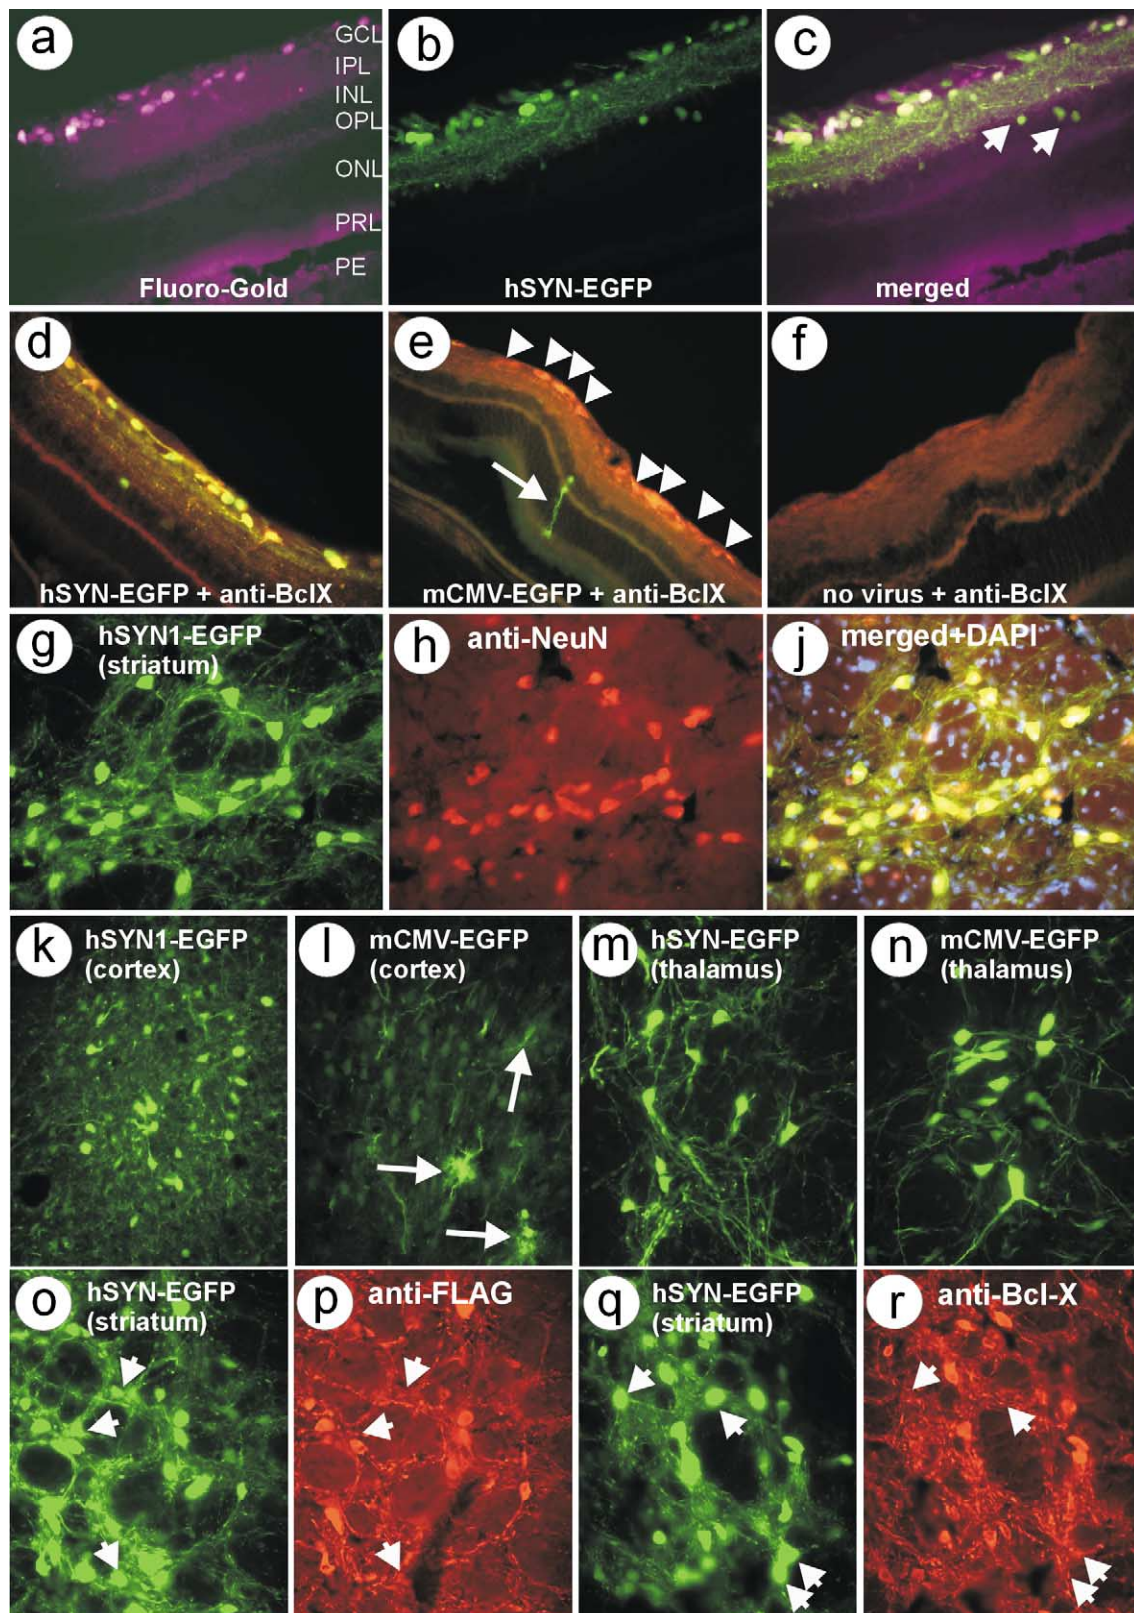 a
GCL
IPL
INL
OPL
ONL
PRL
PE
Fluoro-Gold
b
hSYN-EGFP
c
merged
d
hSYN-EGFP + anti-BclX
e
mCMV-EGFP + anti-BclX
f
no virus + anti-BclX
g
hSYN1-EGFP
(striatum)
h
anti-NeuN
j
merged+DAPI
k
hSYN1-EGFP
(cortex)
l
mCMV-EGFP
(cortex)
m
hSYN-EGFP
(thalamus)
n
mCMV-EGFP
(thalamus)
o
hSYN-EGFP
(striatum)
p
anti-FLAG
q
hSYN-EGFP
(striatum)
r
anti-Bcl-X